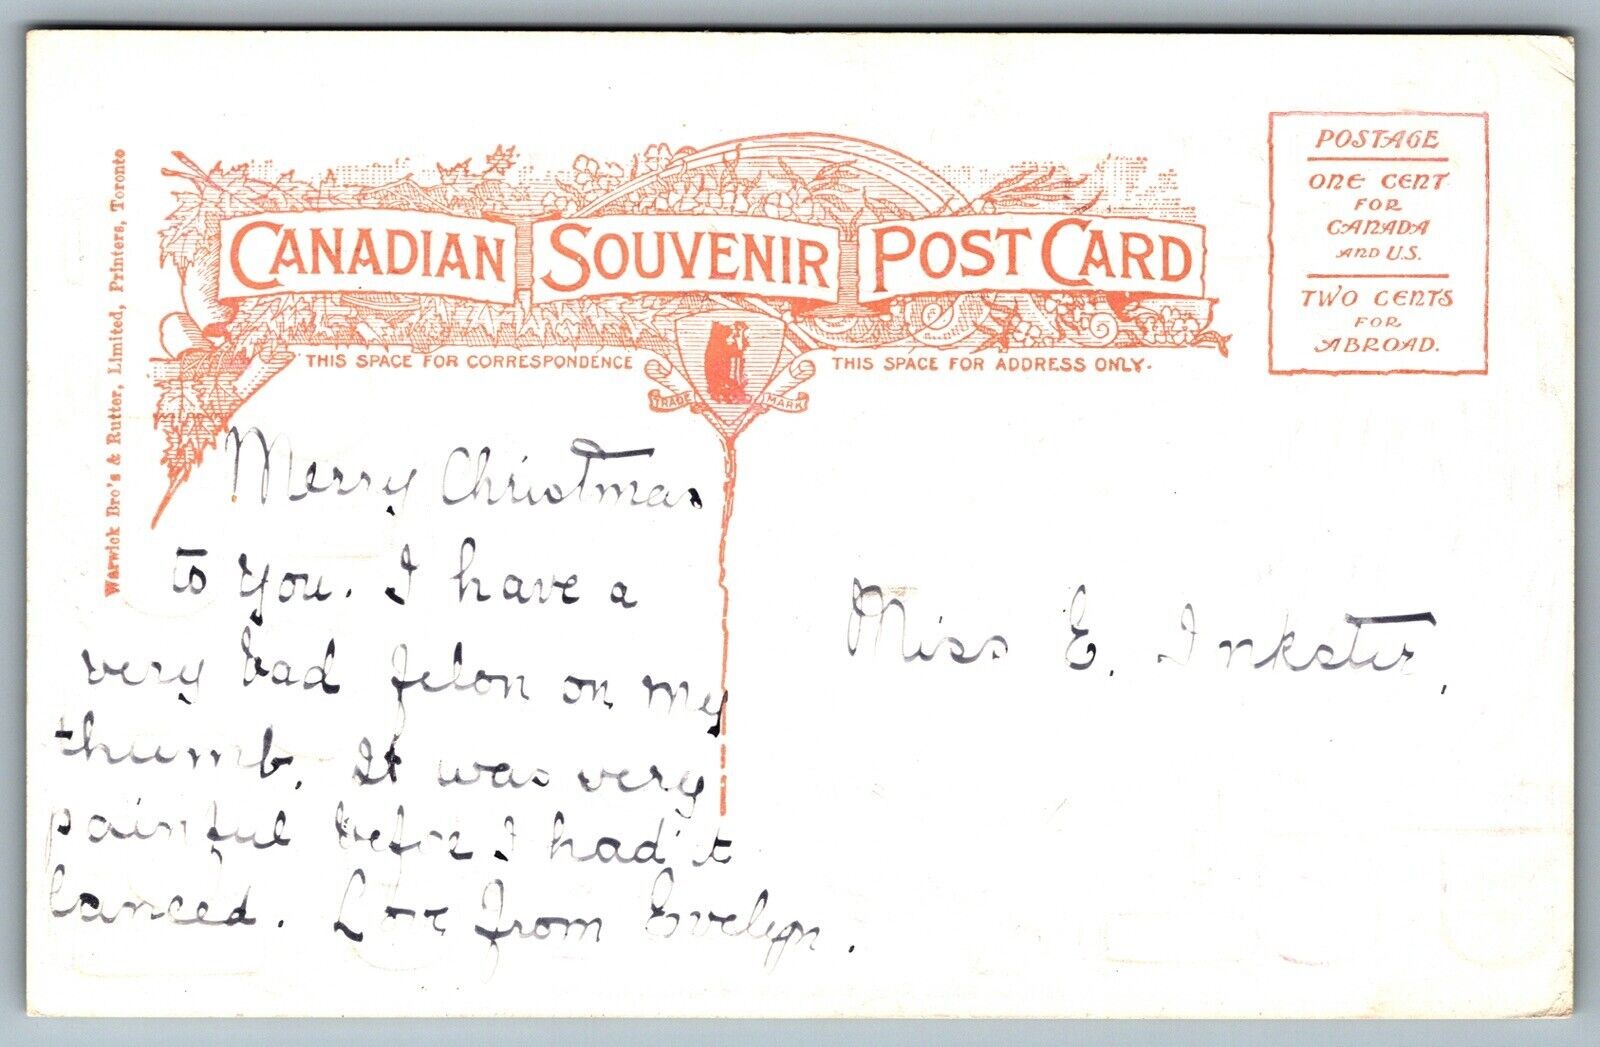 CANADIAN SOUVENIR POST CARD
POSTAGE
ONE CENT
FOR
CANADA
AND U.S.
TWO CENTS
FOR
ABROAD.
THIS SPACE FOR CORRESPONDENCE
THIS SPACE FOR ADDRESS ONLY.
TRADE MARK
Warwick Bro's & Rutter, Limited, Printers, Toronto
Merry Christmas
to you. I have a
very bad felon on my
thumb. It was very
painful before I had it
lanced. Love from Evelyn.
Miss E. Inkster,